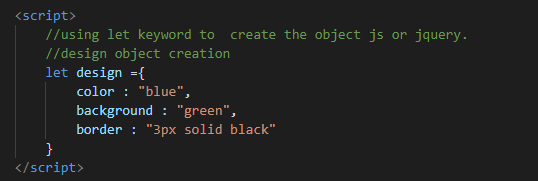 <script>
//using let keyword to  create the object js or jquery.
//design object creation
let design ={
color : "blue",
background : "green",
border : "3px solid black"
}
</script>